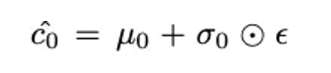 ĉ₀ = μ₀ + σ₀ ⊙ ϵ